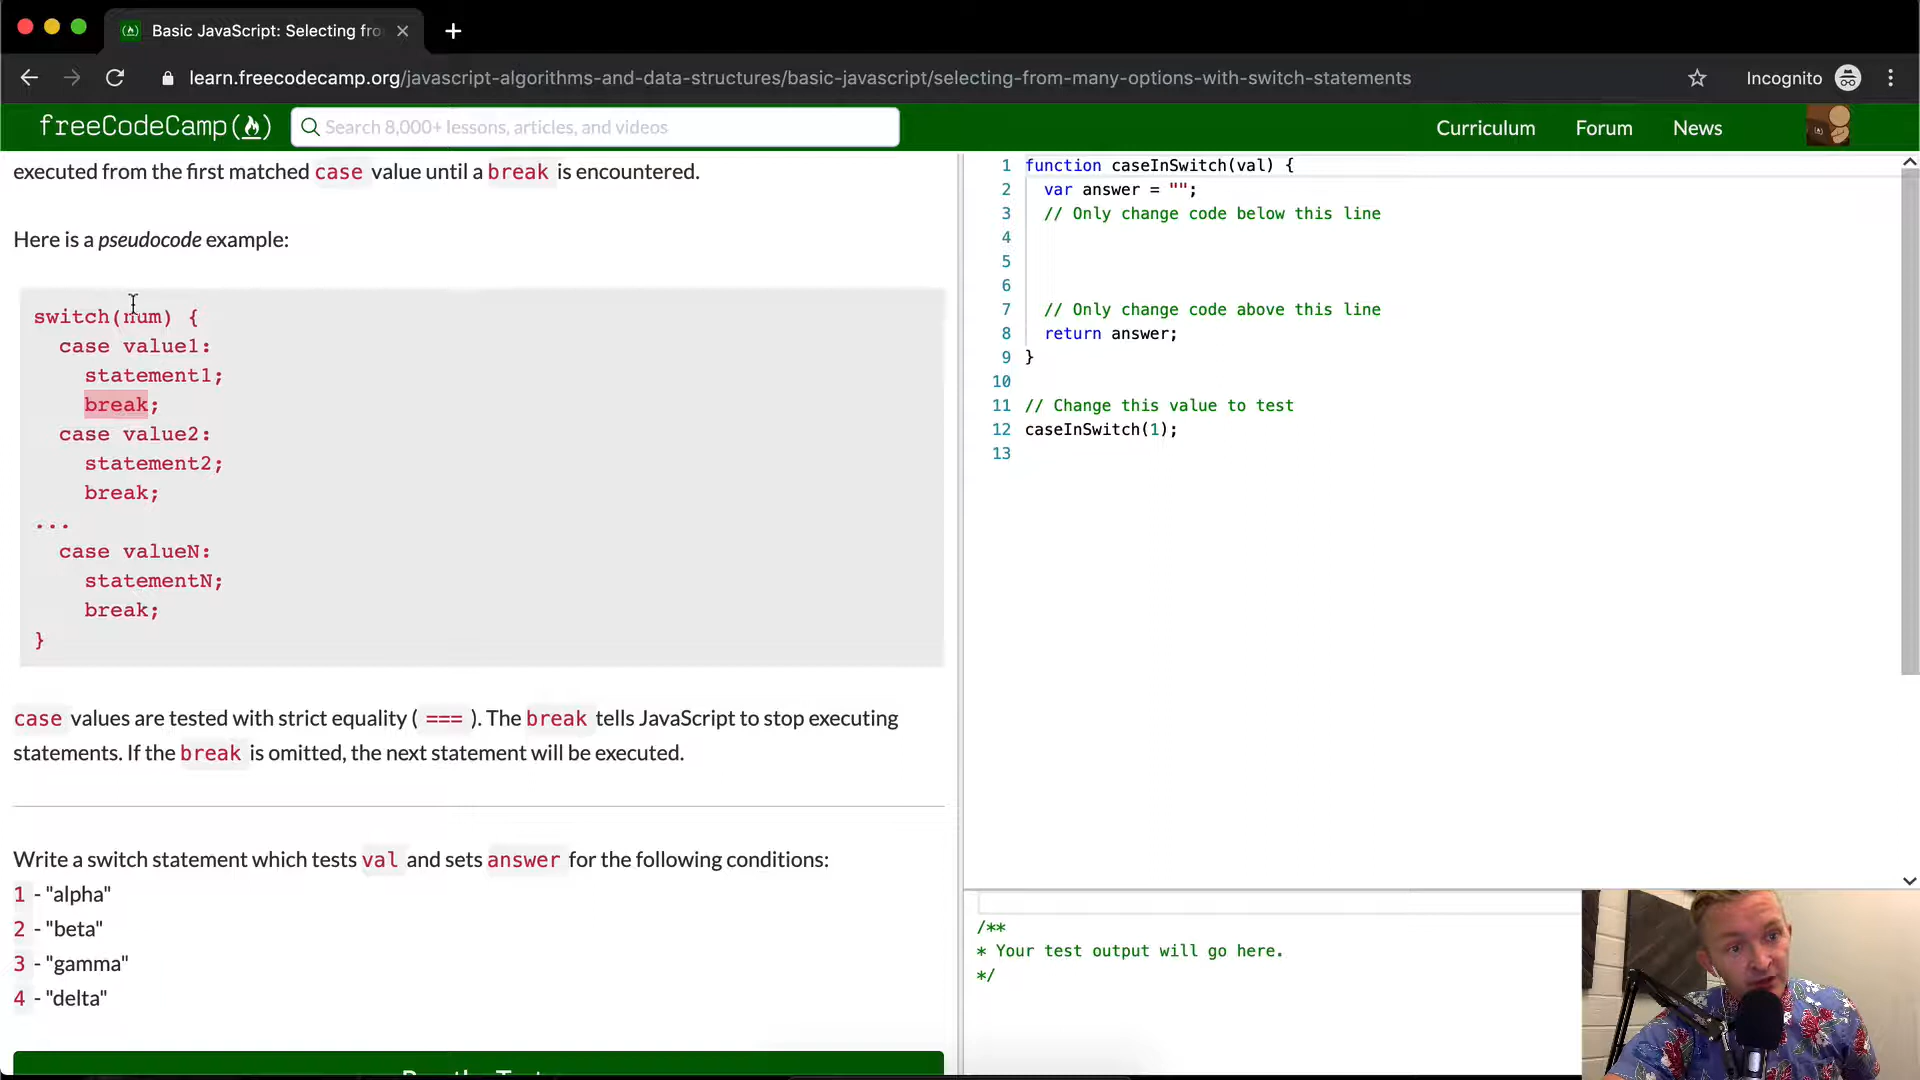 Basic JavaScript: Selecting fro
learn.freecodecamp.org/javascript-algorithms-and-data-structures/basic-javascript/selecting-from-many-options-with-switch-statements
Incognito
freeCodeCamp
Search 8,000+ lessons, articles, and videos
Curriculum
Forum
News
executed from the first matched case value until a break is encountered.
Here is a pseudocode example:
switch(num) {
case value1:
statement1;
break;
case value2:
statement2;
break;
...
case valueN:
statementN;
break;
}
case values are tested with strict equality ( === ). The break tells JavaScript to stop executing
statements. If the break is omitted, the next statement will be executed.
Write a switch statement which tests val and sets answer for the following conditions:
1 - "alpha"
2 - "beta"
3 - "gamma"
4 - "delta"
1 function caseInSwitch(val) {
2 var answer = "";
3 // Only change code below this line
4
5
6
7 // Only change code above this line
8 return answer;
9 }
10
11 // Change this value to test
12 caseInSwitch(1);
13
/**
* Your test output will go here.
*/